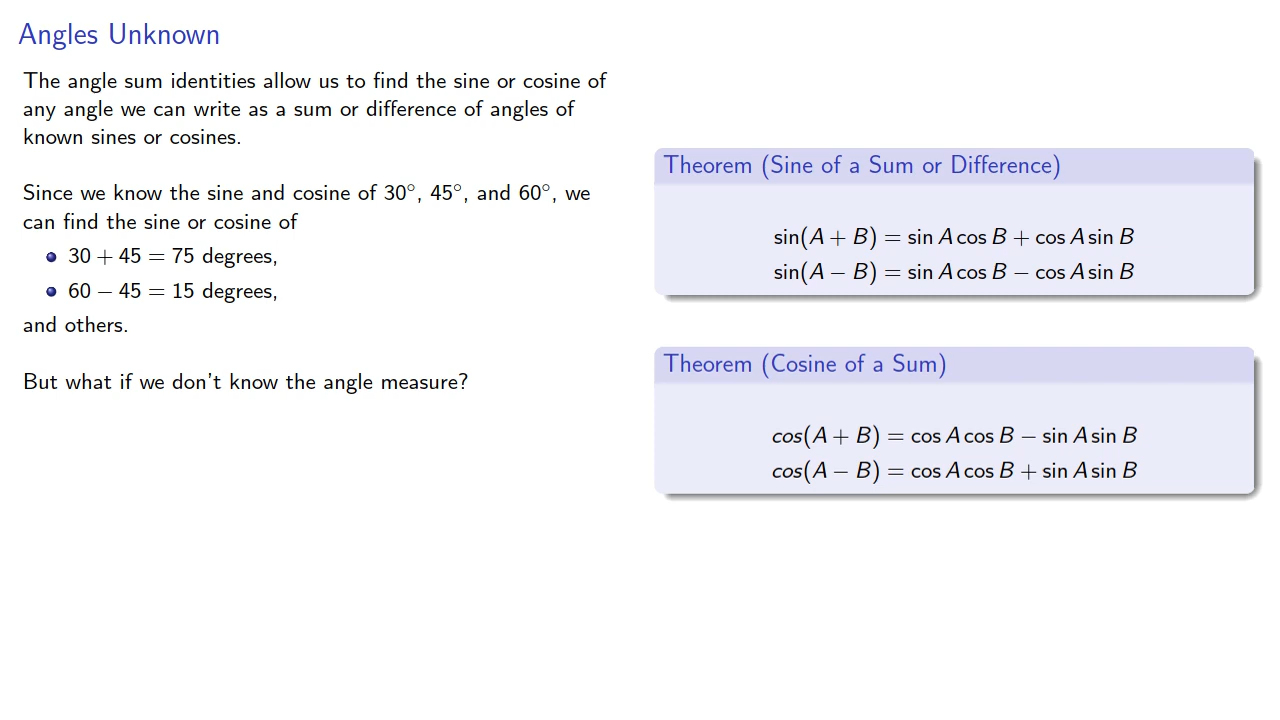 Angles Unknown
The angle sum identities allow us to find the sine or cosine of
any angle we can write as a sum or difference of angles of
known sines or cosines.
Since we know the sine and cosine of 30°, 45°, and 60°, we
can find the sine or cosine of
30 + 45 = 75 degrees,
60 − 45 = 15 degrees,
and others.
But what if we don't know the angle measure?
Theorem (Sine of a Sum or Difference)
sin(A + B) = sin A cos B + cos A sin B
sin(A − B) = sin A cos B − cos A sin B
Theorem (Cosine of a Sum)
cos(A + B) = cos A cos B − sin A sin B
cos(A − B) = cos A cos B + sin A sin B